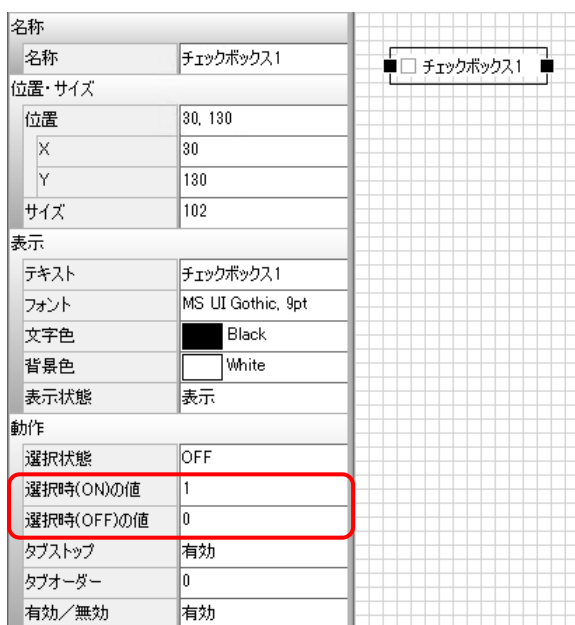 名称
名称 チェックボックス1
位置・サイズ
位置 30, 130
X 30
Y 130
サイズ 102
表示
テキスト チェックボックス1
フォント MS UI Gothic, 9pt
文字色 Black
背景色 White
表示状態 表示
動作
選択状態 OFF
選択時(ON)の値 1
選択時(OFF)の値 0
タブストップ 有効
タブオーダー 0
有効／無効 有効
チェックボックス1